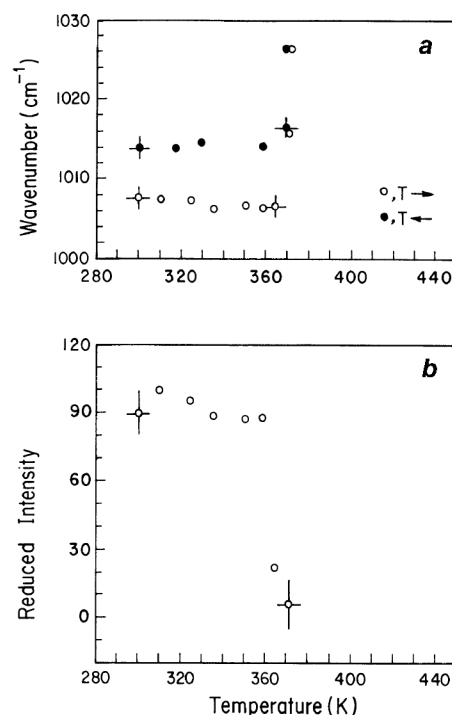 1030
a
1020
1010
1000
Wavenumber (cm⁻¹)
○, T →
●, T ←
280 320 360 400 440
120
b
90
60
30
0
Reduced Intensity
280 320 360 400 440
Temperature (K)